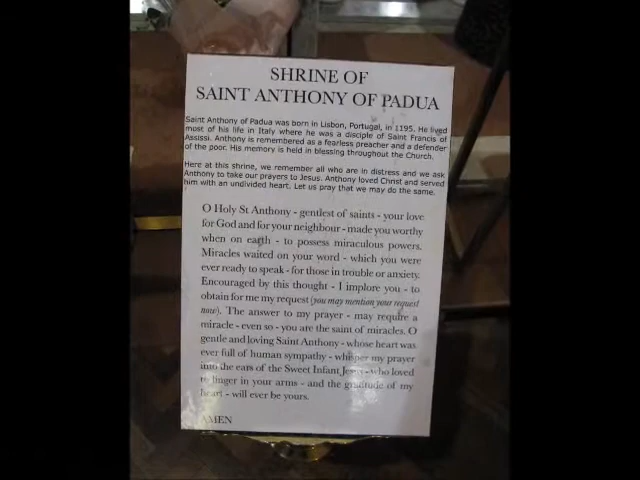 SHRINE OF
SAINT ANTHONY OF PADUA
Saint Anthony of Padua was born in Lisbon, Portugal, in 1195. He lived
most of his life in Italy where he was a disciple of Saint Francis of
Assisi. Anthony is remembered as a fearless preacher and a defender
of the poor. His memory is held in blessing throughout the Church.
Here at this shrine, we remember all who are in distress and we ask
Anthony to take our prayers to Jesus. Anthony loved Christ and served
him with an undivided heart. Let us pray that we may do the same.
O Holy St Anthony - gentlest of saints - your love
for God and for your neighbour - made you worthy
when on earth - to possess miraculous powers.
Miracles waited on your word - which you were
ever ready to speak - for those in trouble or anxiety.
Encouraged by this thought - I implore you - to
obtain for me my request (you may mention your request
now). The answer to my prayer - may require a
miracle - even so - you are the saint of miracles. O
gentle and loving Saint Anthony - whose heart was
ever full of human sympathy - whisper my prayer
into the ears of the Sweet Infant Jesus - who loved
to linger in your arms - and the gratitude of my
heart - will ever be yours.
AMEN